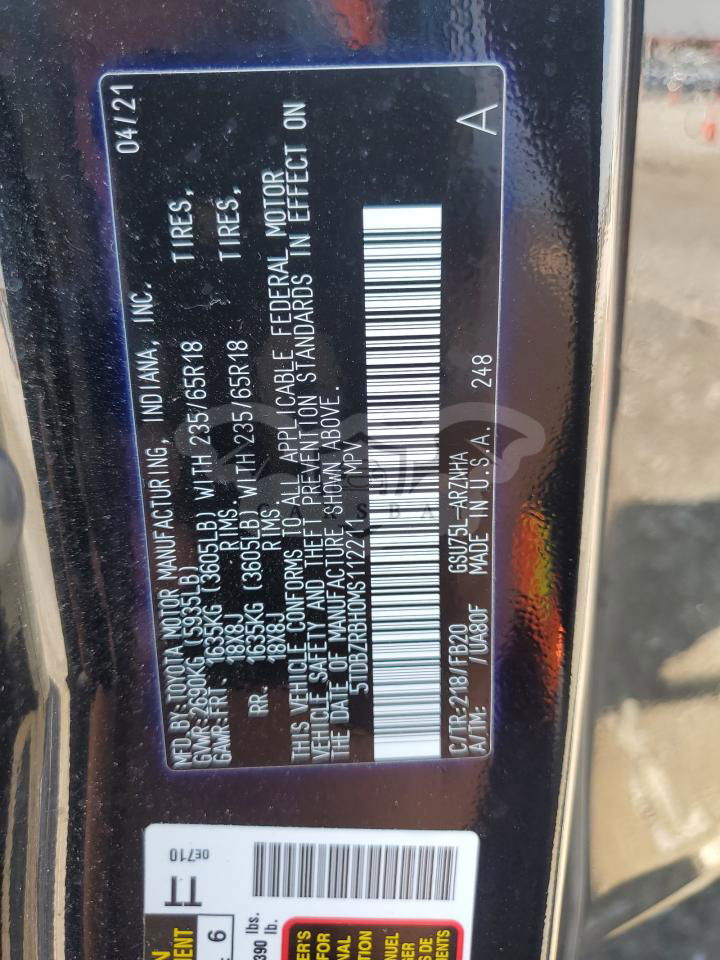 04/21
MFD.BY:TOYOTA MOTOR MANUFACTURING, INDIANA, INC.
GVWR:2690KG (5935LB)
GAWR:FRT. 1635KG (3605LB) WITH 235/65R18 TIRES,
18X8J RIMS.
RR. 1635KG (3605LB) WITH 235/65R18 TIRES,
18X8J RIMS.
THIS VEHICLE CONFORMS TO ALL APPLICABLE FEDERAL MOTOR
VEHICLE SAFETY AND THEFT PREVENTION STANDARDS IN EFFECT ON
THE DATE OF MANUFACTURE SHOWN ABOVE.
5TDBZRBH0MS112211 MPV
C/TR:218/FB20 GSU75L-ARZNHA
A/TM: /UA80F MADE IN U.S.A. 248
A
0E710
TT
6
390 lbs.
lb.